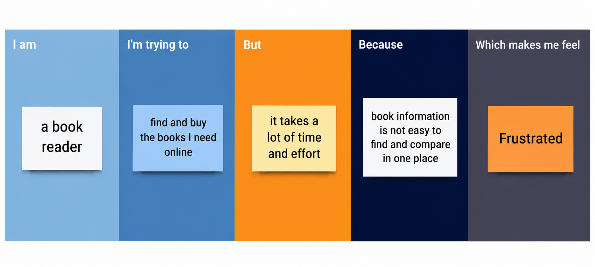 I am
a book
reader
I'm trying to
find and buy
the books I need
online
But
it takes a
lot of time
and effort
Because
book information
is not easy to
find and compare
in one place
Which makes me feel
Frustrated